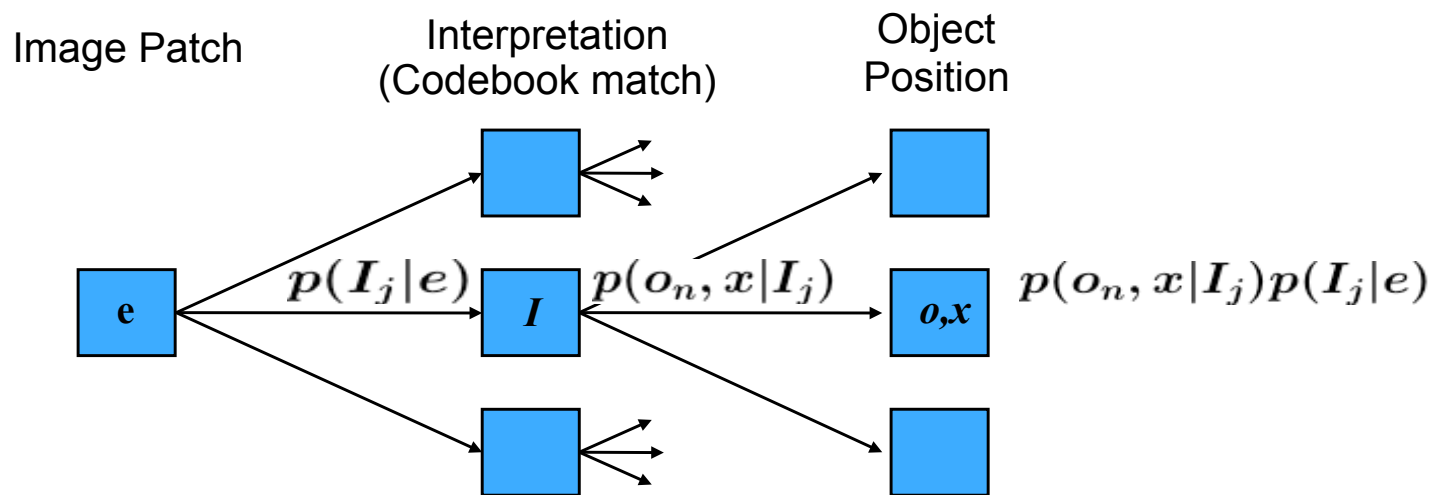 Image Patch
Interpretation
(Codebook match)
Object
Position
e
p(I_j|e)
I
p(o_n, x|I_j)
o,x
p(o_n, x|I_j)p(I_j|e)